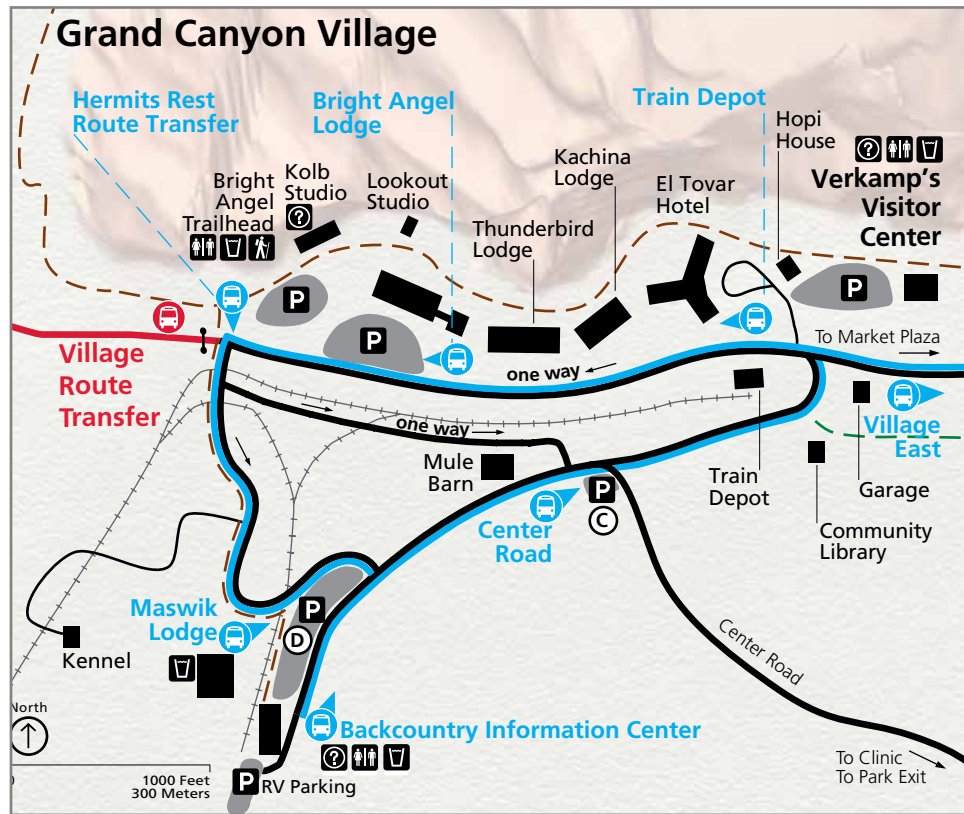 Grand Canyon Village
Hermits Rest
Route Transfer
Bright Angel
Lodge
Train Depot
Hopi
House
Verkamp's
Visitor
Center
Bright
Angel
Trailhead
Kolb
Studio
Lookout
Studio
Thunderbird
Lodge
Kachina
Lodge
El Tovar
Hotel
P
P
P
To Market Plaza
Village
Route
Transfer
one way
one way
Village
East
Mule
Barn
Train
Depot
Garage
Community
Library
Center
Road
P
C
Maswik
Lodge
P
D
Kennel
Center Road
North
Backcountry Information Center
1000 Feet
300 Meters
P
RV Parking
To Clinic
To Park Exit
?
?
?
0